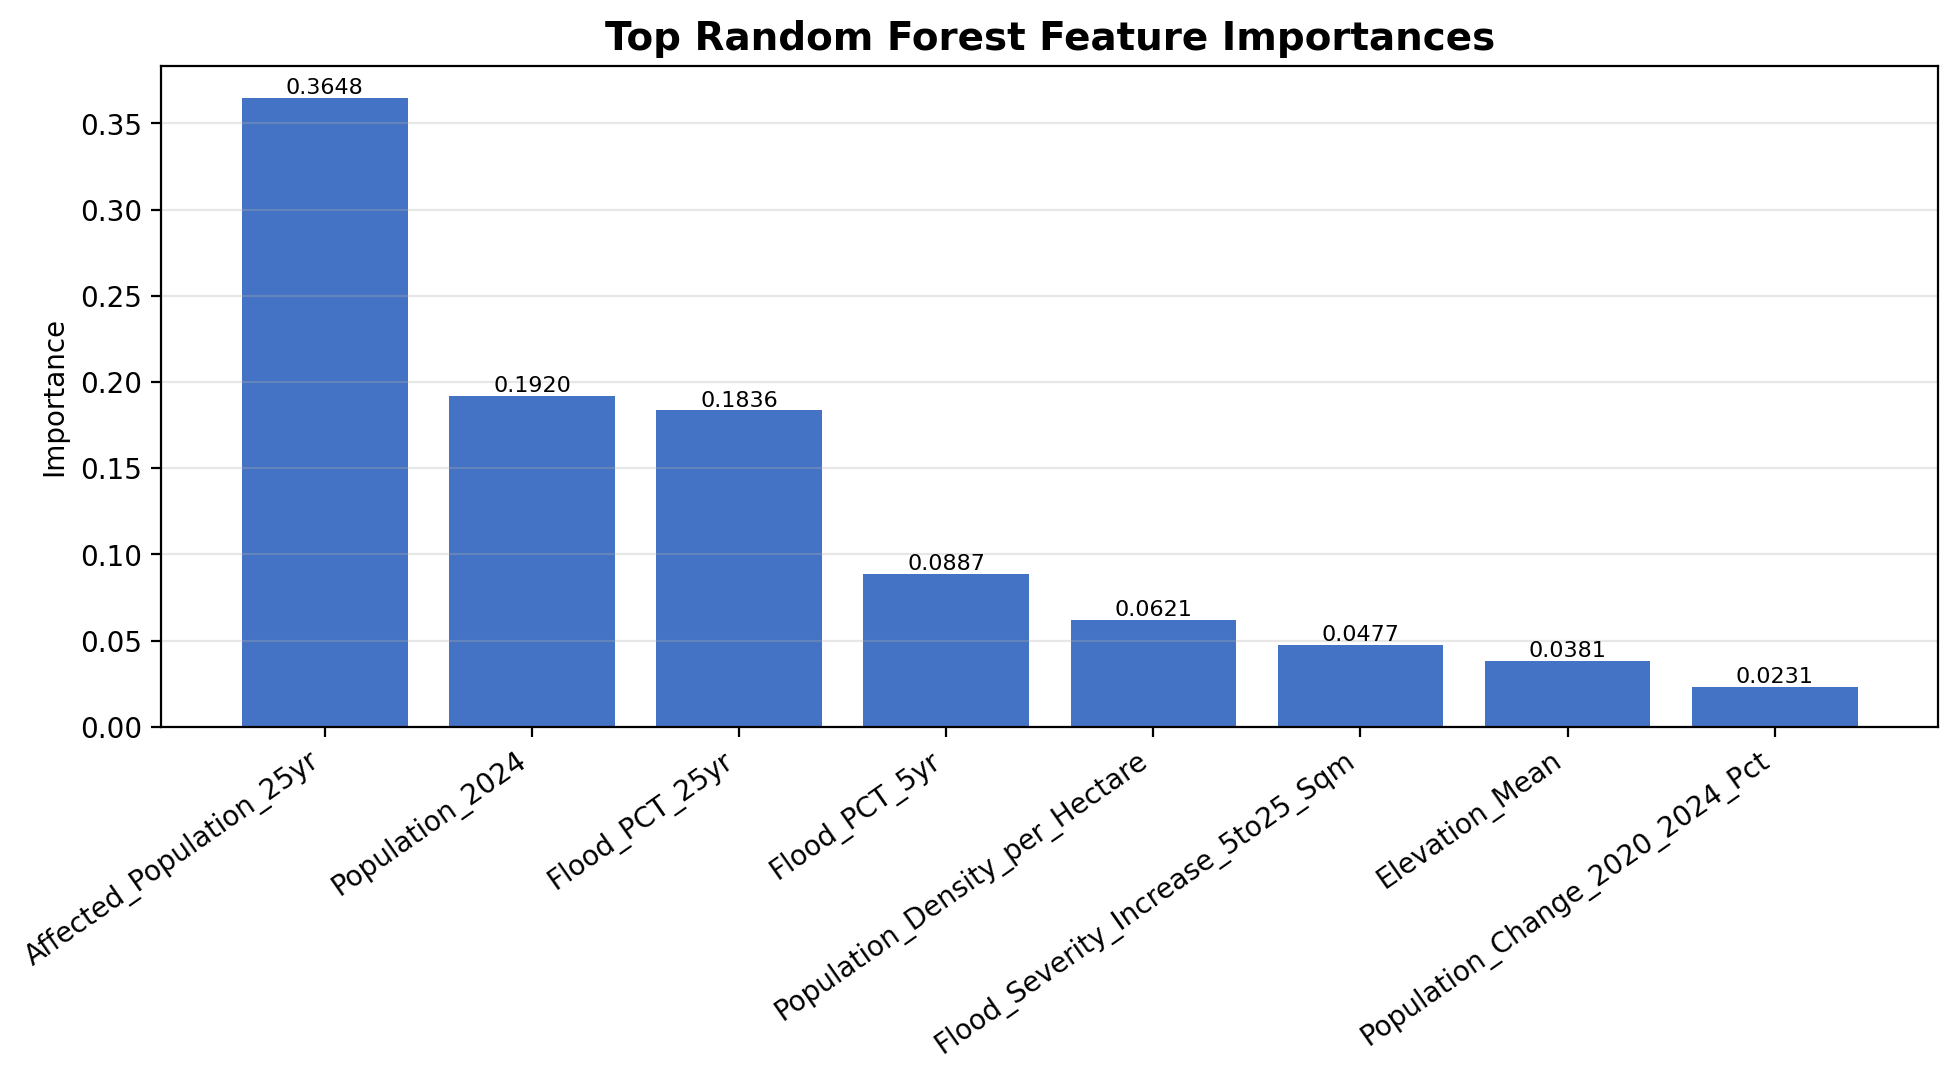 Top Random Forest Feature Importances
Importance
0.35
0.30
0.25
0.20
0.15
0.10
0.05
0.00
0.3648
0.1920
0.1836
0.0887
0.0621
0.0477
0.0381
0.0231
Affected_Population_25yr
Population_2024
Flood_PCT_25yr
Flood_PCT_5yr
Population_Density_per_Hectare
Flood_Severity_Increase_5to25_Sqm
Elevation_Mean
Population_Change_2020_2024_Pct